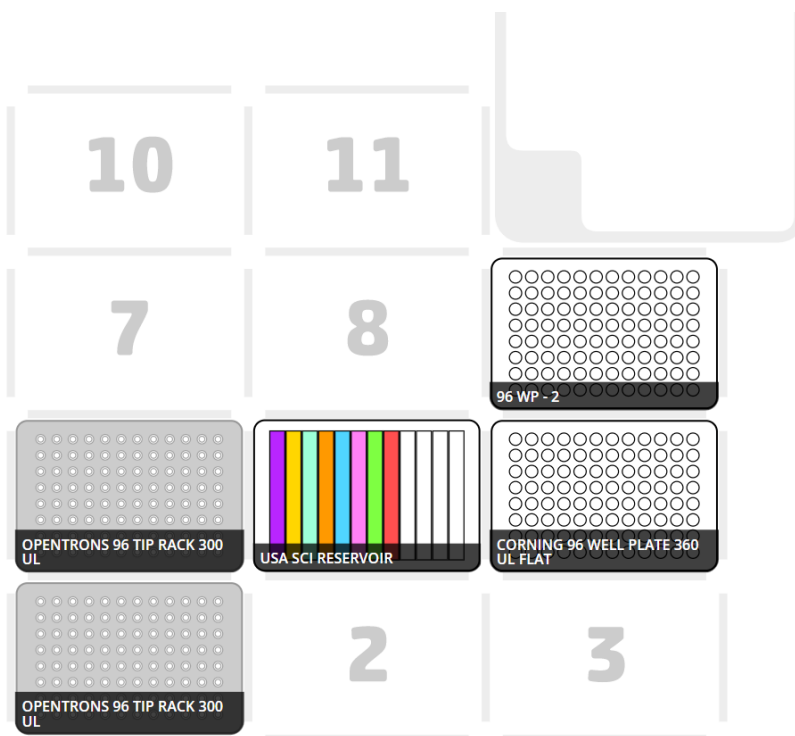 10
11
7
8
96 WP - 2
OPENTRONS 96 TIP RACK 300
UL
USA SCI RESERVOIR
CORNING 96 WELL PLATE 360
UL FLAT
OPENTRONS 96 TIP RACK 300
UL
2
3